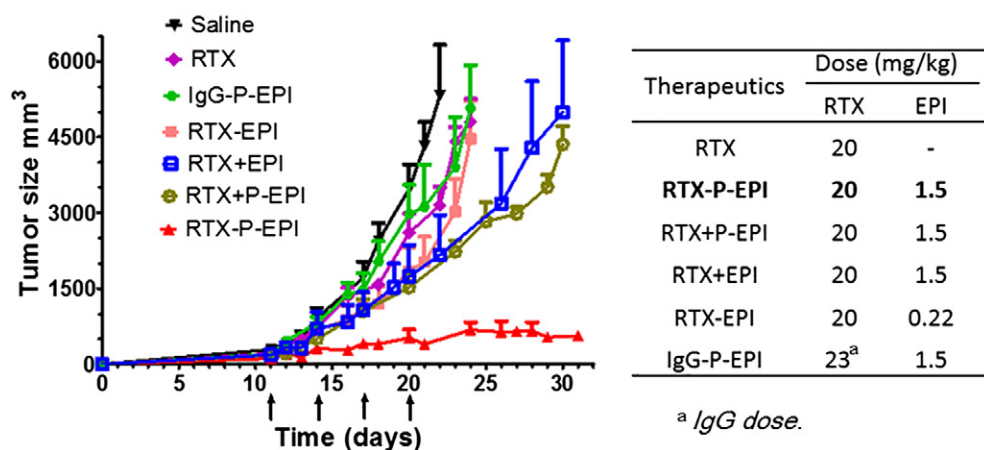 Saline
RTX
IgG-P-EPI
RTX-EPI
RTX+EPI
RTX+P-EPI
RTX-P-EPI
Tumor size mm³
6000
4500
3000
1500
0
0 5 10 15 20 25 30
Time (days)
Therapeutics Dose (mg/kg)
RTX EPI
RTX 20 -
RTX-P-EPI 20 1.5
RTX+P-EPI 20 1.5
RTX+EPI 20 1.5
RTX-EPI 20 0.22
IgG-P-EPI 23ᵃ 1.5
ᵃ IgG dose.